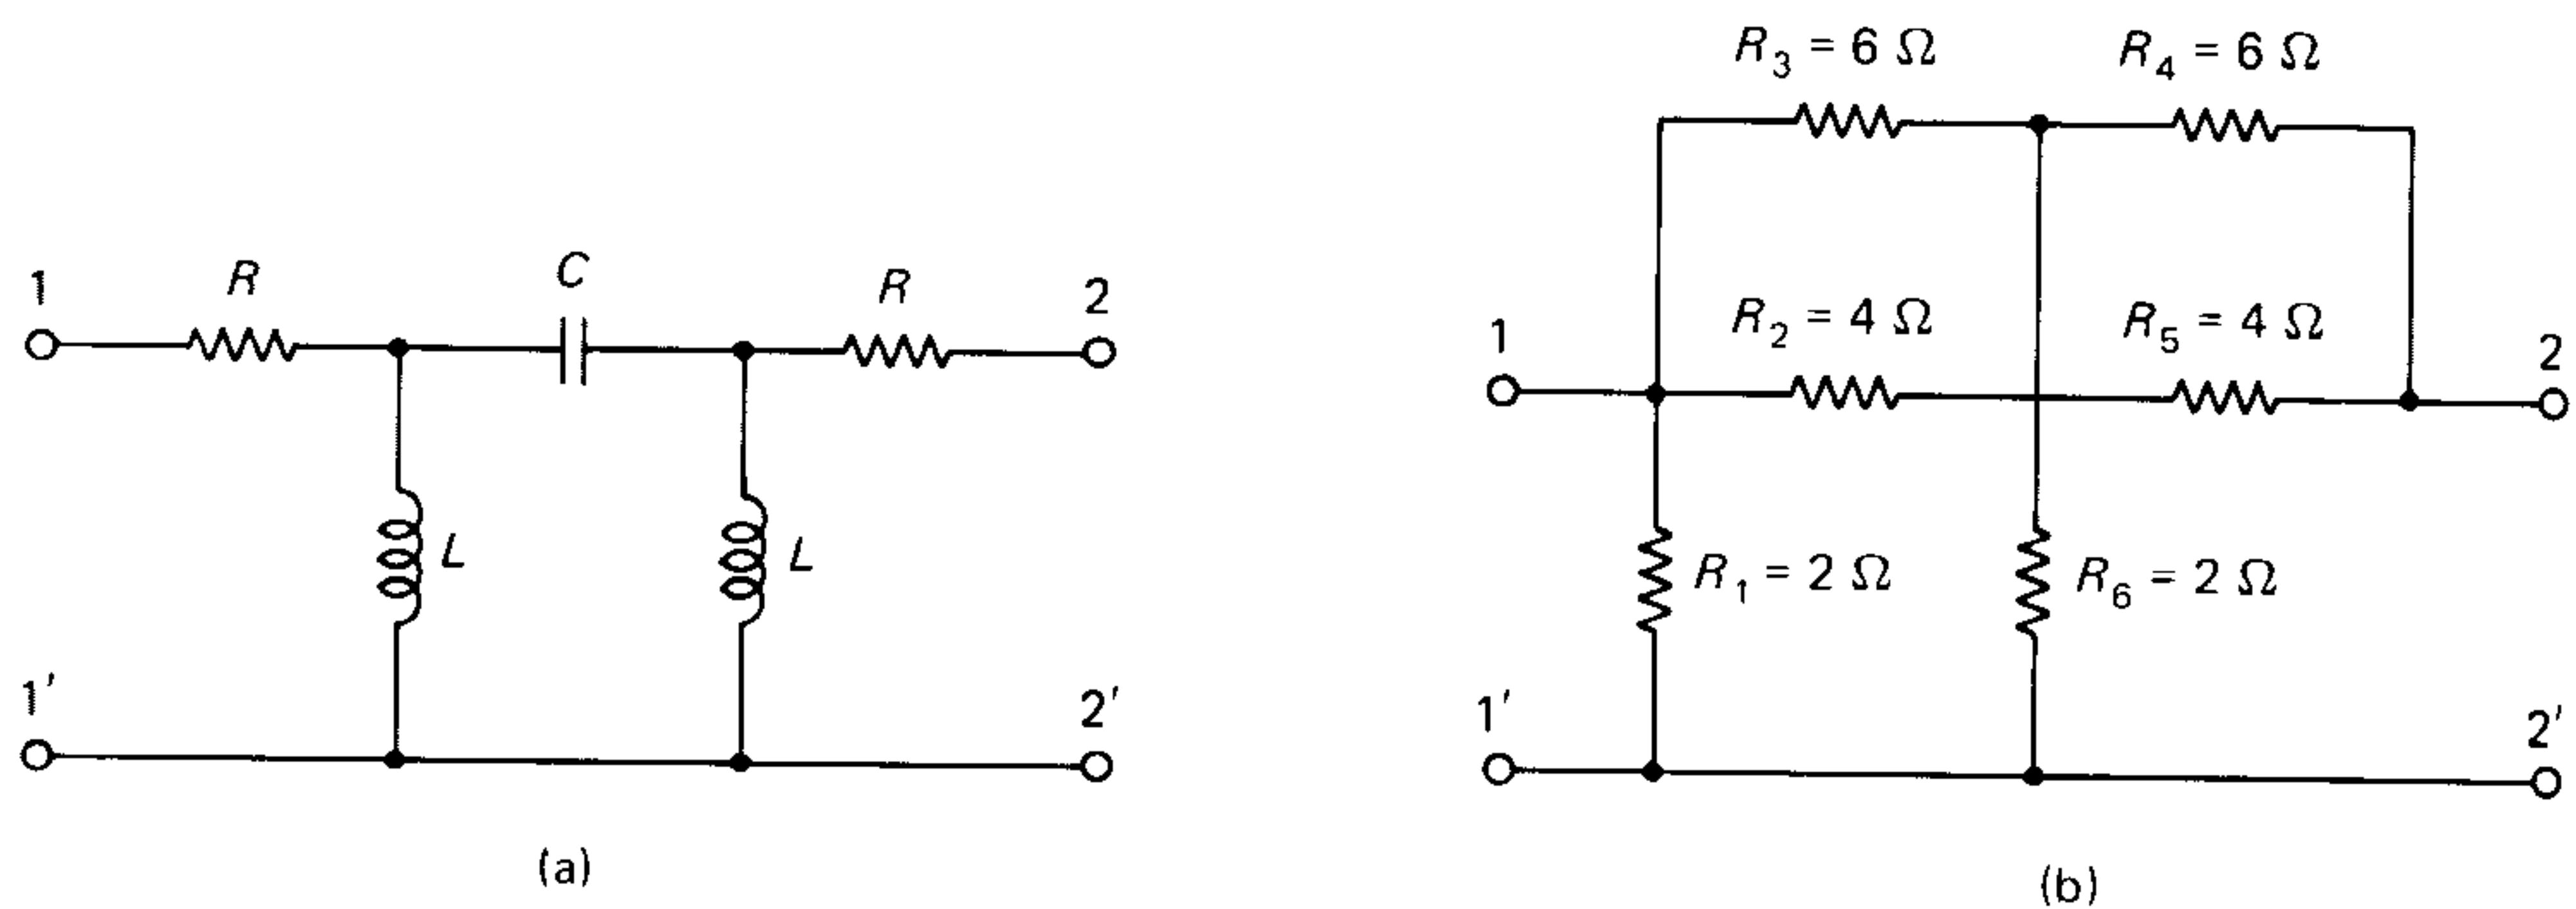 R C R
1 2
L L
1′ 2′
(a)
R₃ = 6 Ω R₄ = 6 Ω
1 R₂ = 4 Ω R₅ = 4 Ω 2
R₁ = 2 Ω R₆ = 2 Ω
1′ 2′
(b)